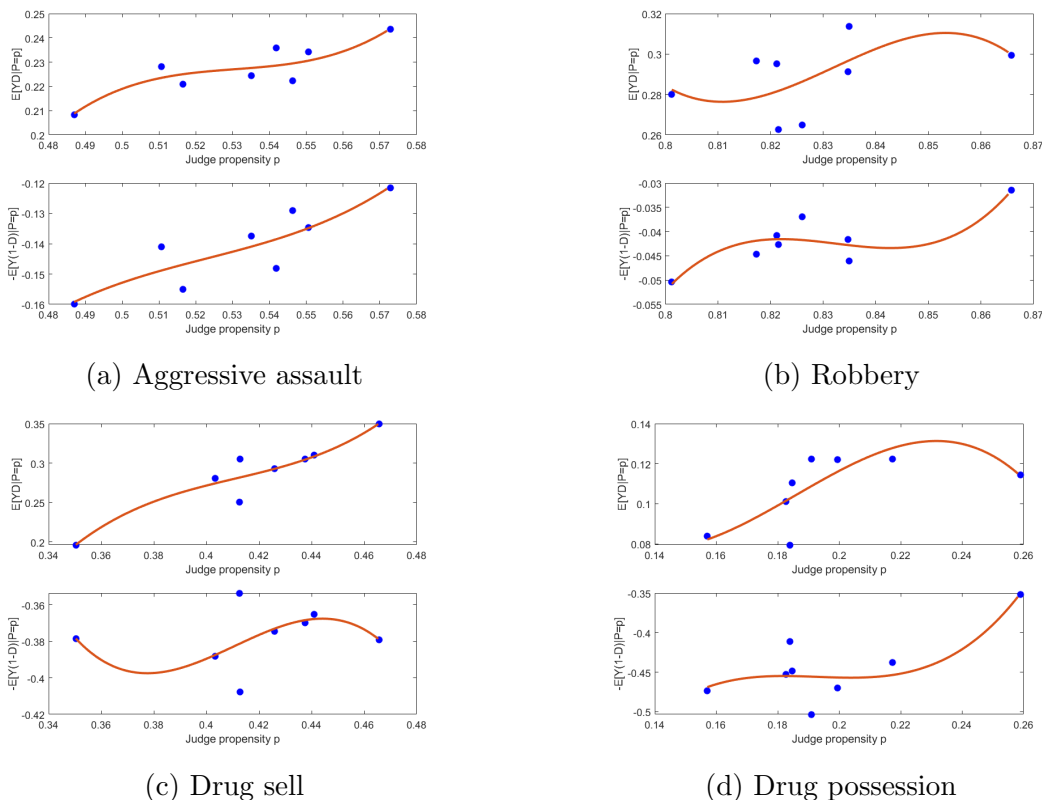 0.25
0.24
0.23
0.22
0.21
0.2
E[YD|P=p]
0.48 0.49 0.5 0.51 0.52 0.53 0.54 0.55 0.56 0.57 0.58
Judge propensity p
-0.12
-0.13
-0.14
-0.15
-0.16
-E[Y(1-D)|P=p]
0.48 0.49 0.5 0.51 0.52 0.53 0.54 0.55 0.56 0.57 0.58
Judge propensity p
(a) Aggressive assault
0.32
0.3
0.28
0.26
E[YD|P=p]
0.8 0.81 0.82 0.83 0.84 0.85 0.86 0.87
Judge propensity p
-0.03
-0.035
-0.04
-0.045
-0.05
-0.055
-E[Y(1-D)|P=p]
0.8 0.81 0.82 0.83 0.84 0.85 0.86 0.87
Judge propensity p
(b) Robbery
0.35
0.3
0.25
0.2
E[YD|P=p]
0.34 0.36 0.38 0.4 0.42 0.44 0.46 0.48
Judge propensity p
-0.36
-0.38
-0.4
-0.42
-E[Y(1-D)|P=p]
0.34 0.36 0.38 0.4 0.42 0.44 0.46 0.48
Judge propensity p
(c) Drug sell
0.14
0.12
0.1
0.08
E[YD|P=p]
0.14 0.16 0.18 0.2 0.22 0.24 0.26
Judge propensity p
-0.35
-0.4
-0.45
-0.5
-E[Y(1-D)|P=p]
0.14 0.16 0.18 0.2 0.22 0.24 0.26
Judge propensity p
(d) Drug possession